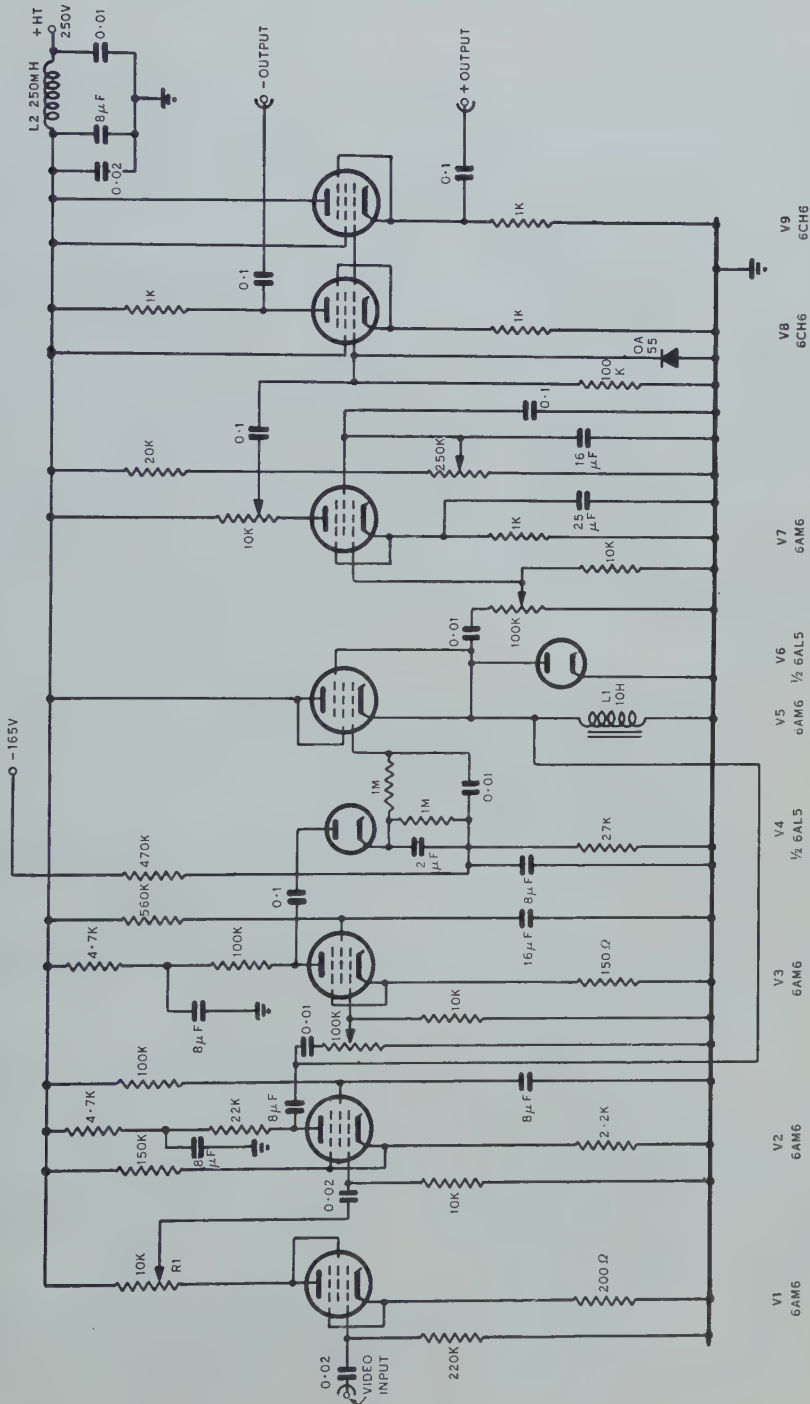 +HT
250V
L2 250MH
0·01
8μF
0·02
-OUTPUT
+OUTPUT
0·1
0·1
1K
1K
1K
OA
55
100
K
0·1
0·1
20K
250K
16
μF
10K
25
μF
1K
10K
0·01
100K
L1
10H
-165V
1M
1M
0·01
2
μF
470K
27K
8μF
560K
0·1
16μF
4·7K
100K
8μF
150Ω
10K
0·01
100K
100K
8μF
8μF
4·7K
22K
8
μF
150K
2·2K
0·02
10K
10K
R1
200Ω
0·02
VIDEO
INPUT
220K
V1
6AM6
V2
6AM6
V3
6AM6
V4
½ 6AL5
V5
6AM6
V6
½ 6AL5
V7
6AM6
V8
6CH6
V9
6CH6